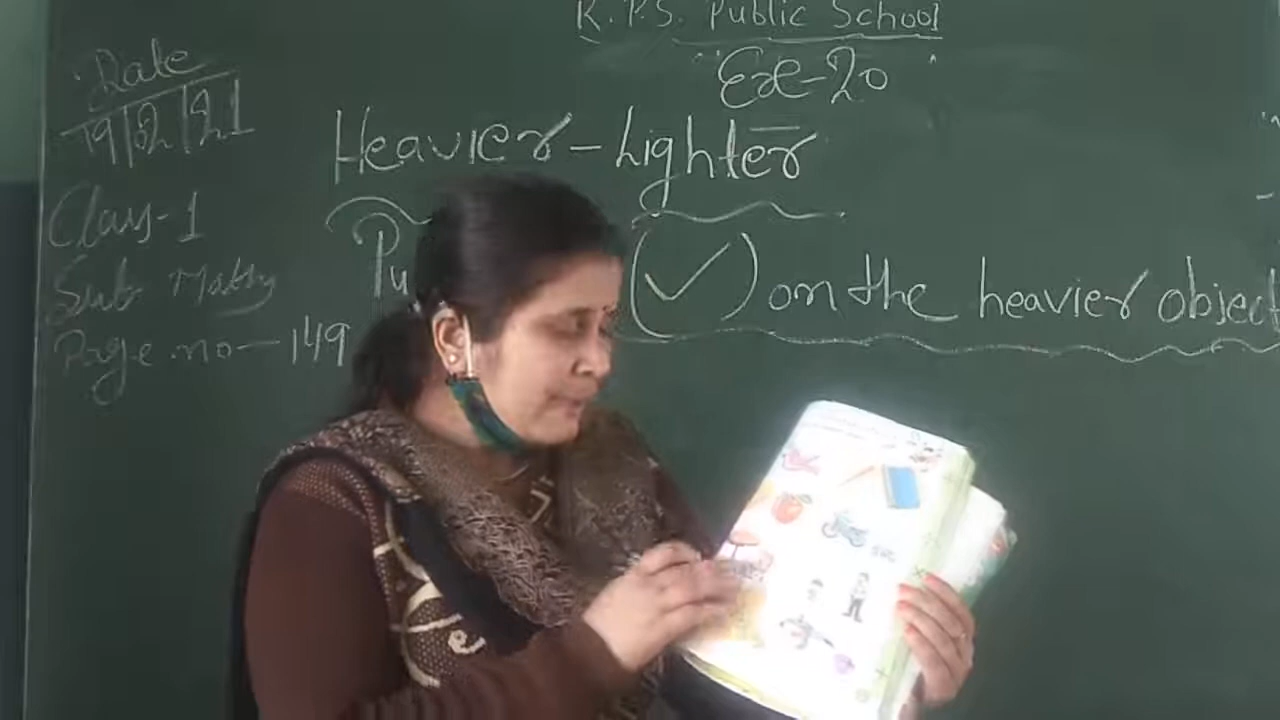 R.P.S. Public School
Ex-20
Date
19/02/21
Heavier-Lighter
Class-1
Pu (✓) on the heavier object
Sub Maths
Page no-149